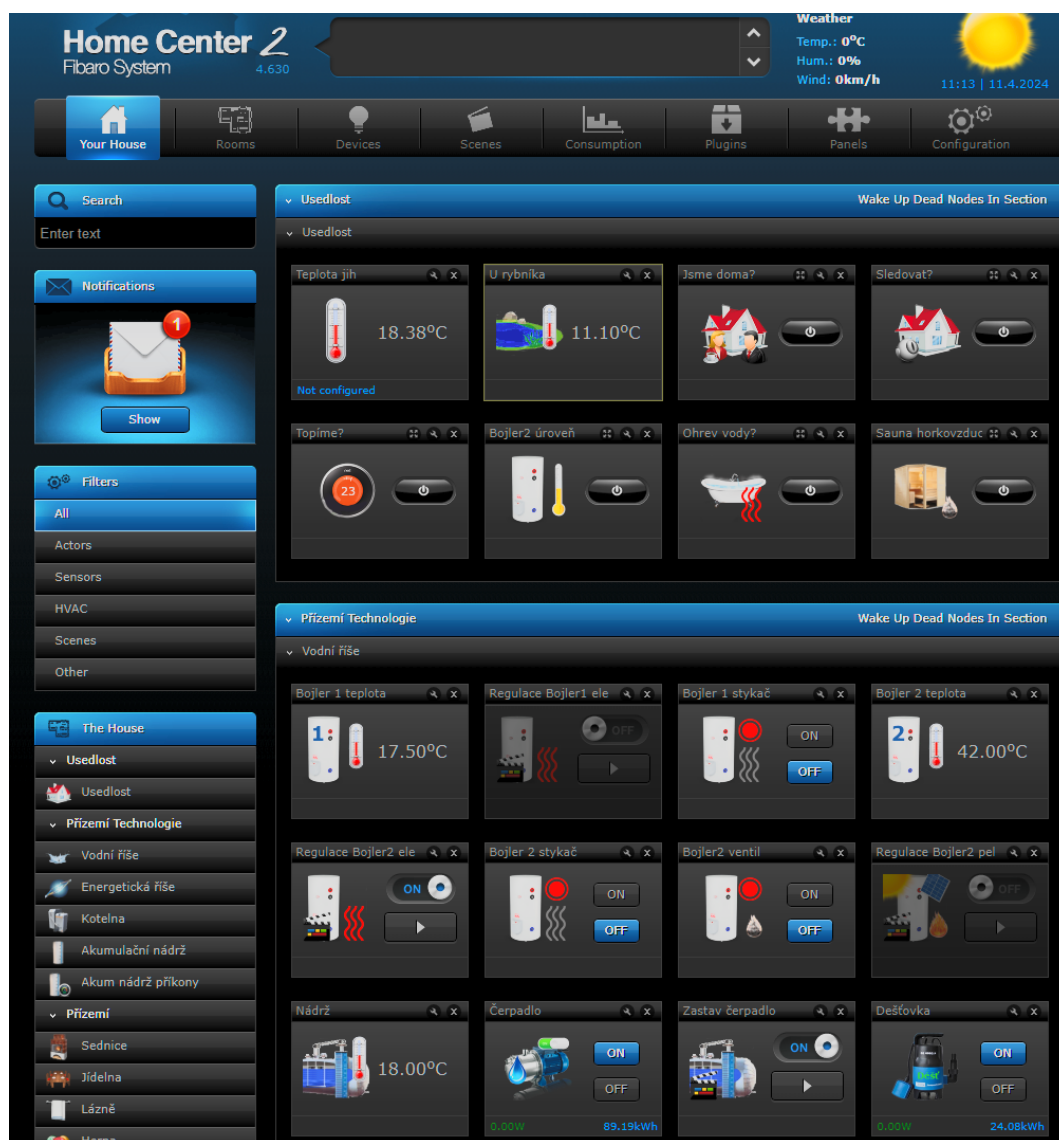 Home Center 2
Fibaro System
4.630
Weather
Temp.: 0°C
Hum.: 0%
Wind: 0km/h
11:13 | 11.4.2024
Your House
Rooms
Devices
Scenes
Consumption
Plugins
Panels
Configuration
Search
Enter text
Notifications
1
Show
Filters
All
Actors
Sensors
HVAC
Scenes
Other
The House
Usedlost
Usedlost
Přízemí Technologie
Vodní říše
Energetická říše
Kotelna
Akumulační nádrž
Akum nádrž příkony
Přízemí
Sednice
Jídelna
Lázně
Usedlost
Wake Up Dead Nodes In Section
Usedlost
Teplota jih
18.38°C
Not configured
U rybníka
11.10°C
Jsme doma?
Sledovat?
Topíme?
23
Bojler2 úroveň
Ohrev vody?
Sauna horkovzduc
Přízemí Technologie
Wake Up Dead Nodes In Section
Vodní říše
Bojler 1 teplota
1:
17.50°C
Regulace Bojler1 ele
OFF
Bojler 1 stykač
ON
OFF
Bojler 2 teplota
2:
42.00°C
Regulace Bojler2 ele
ON
Bojler 2 stykač
ON
OFF
Bojler2 ventil
ON
OFF
Regulace Bojler2 pel
OFF
Nádrž
18.00°C
Čerpadlo
ON
OFF
0.00W
89.19kWh
Zastav čerpadlo
ON
Dešťovka
Dešť
ON
OFF
0.00W
24.08kWh